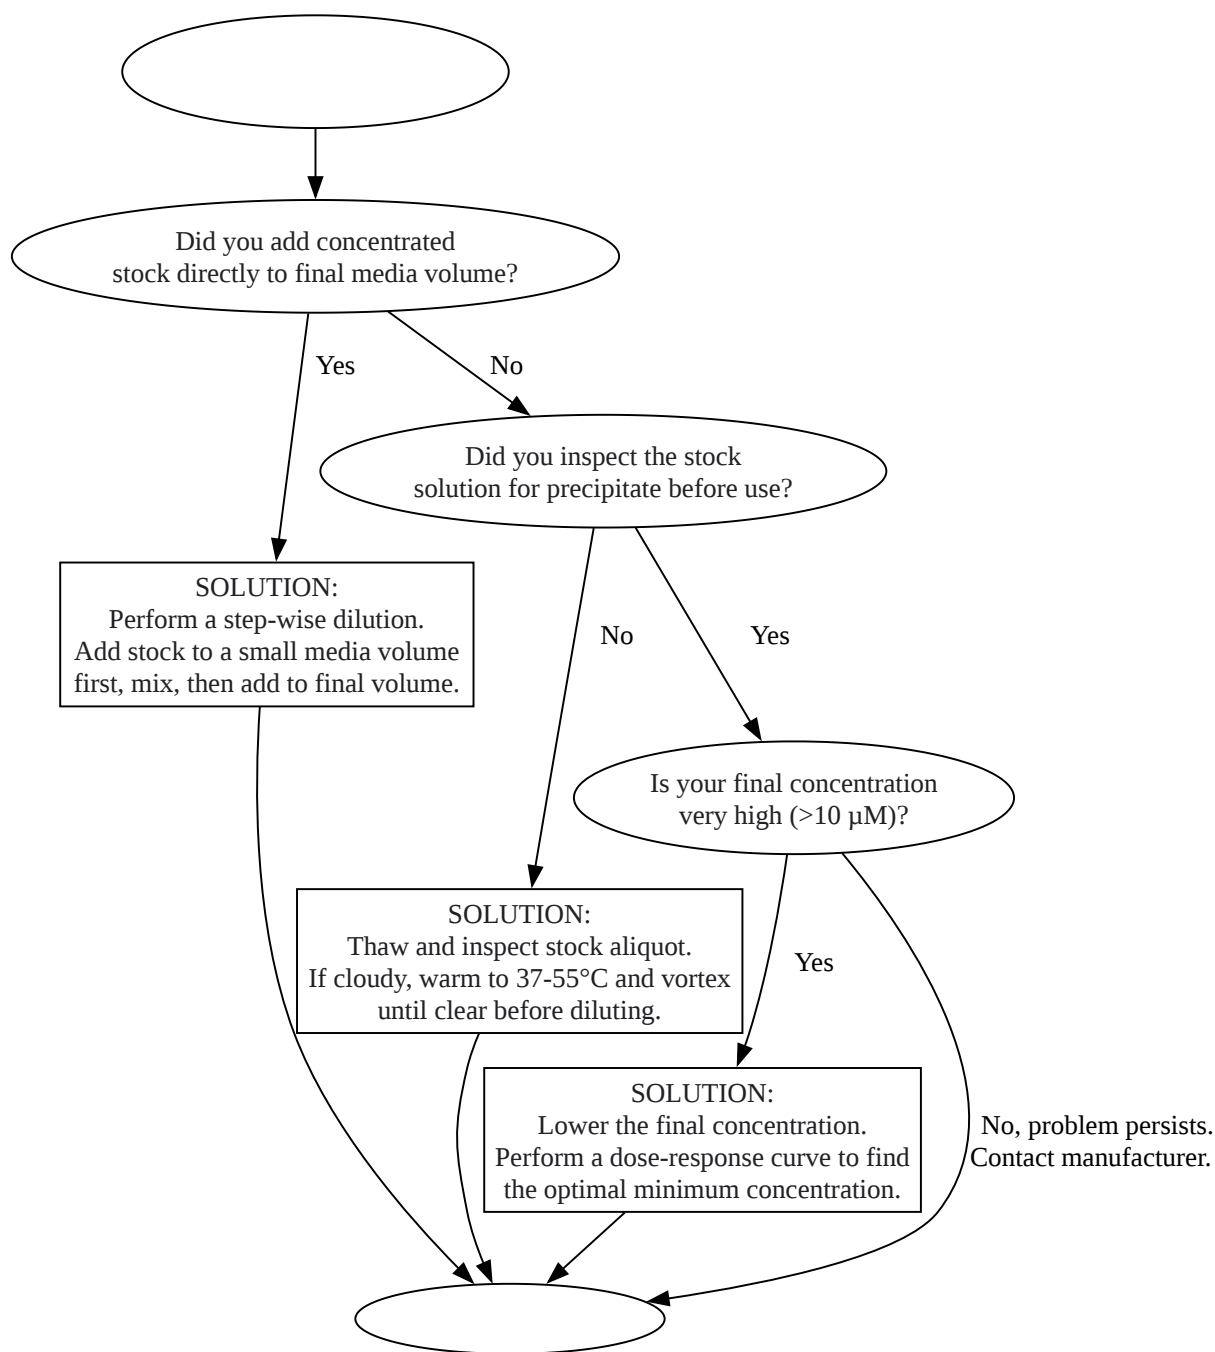 Did you add concentrated
stock directly to final media volume?
Yes
No
Did you inspect the stock
solution for precipitate before use?
SOLUTION:
Perform a step-wise dilution.
Add stock to a small media volume
first, mix, then add to final volume.
No
Yes
Is your final concentration
very high (>10 µM)?
SOLUTION:
Thaw and inspect stock aliquot.
If cloudy, warm to 37-55°C and vortex
until clear before diluting.
Yes
SOLUTION:
Lower the final concentration.
Perform a dose-response curve to find
the optimal minimum concentration.
No, problem persists.
Contact manufacturer.